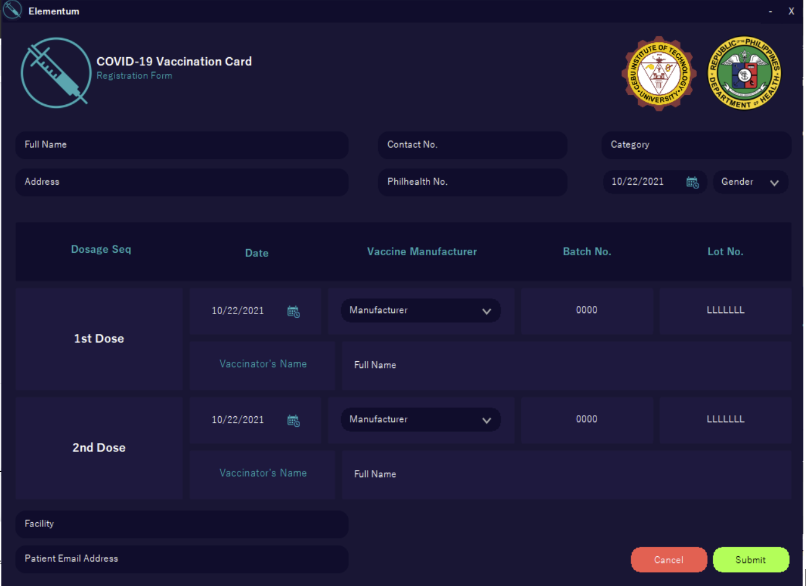 Elementum
- X
COVID-19 Vaccination Card
Registration Form
CEBU INSTITUTE OF TECHNOLOGY
UNIVERSITY
REPUBLIC OF THE PHILIPPINES
DEPARTMENT OF HEALTH
Full Name Contact No. Category
Address Philhealth No. 10/22/2021 Gender
Dosage Seq Date Vaccine Manufacturer Batch No. Lot No.
1st Dose
10/22/2021 Manufacturer 0000 LLLLLLL
Vaccinator's Name Full Name
2nd Dose
10/22/2021 Manufacturer 0000 LLLLLLL
Vaccinator's Name Full Name
Facility
Patient Email Address
Cancel Submit